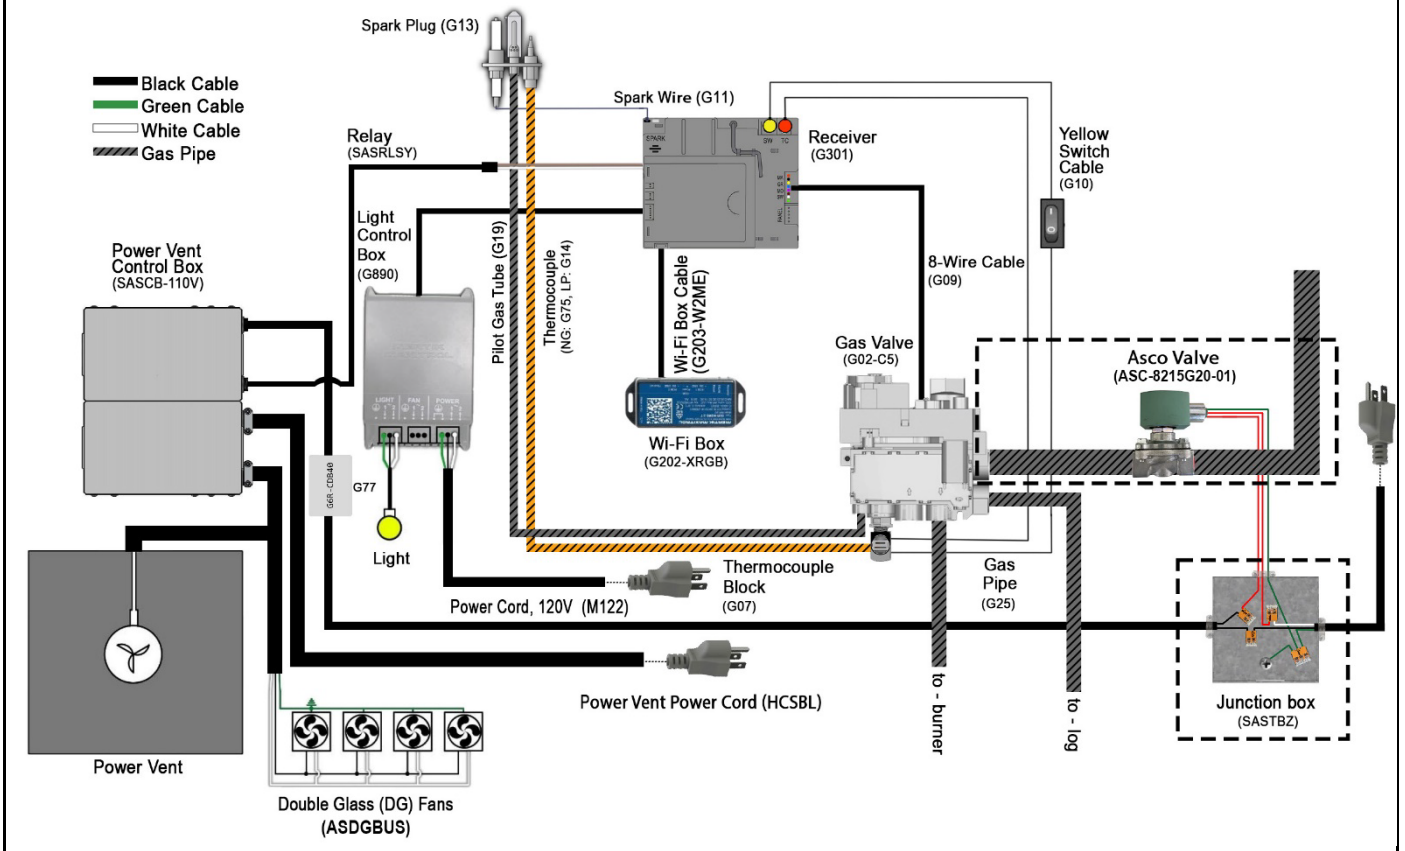 Spark Plug (G13)
Black Cable
Green Cable
White Cable
Gas Pipe
Spark Wire (G11)
SPARK
SW TC
Receiver
(G301)
PANEL
Relay
(SASRLSY)
Yellow
Switch
Cable
(G10)
Light
Control
Box
(G890)
Power Vent
Control Box
(SASCB-110V)
Pilot Gas Tube (G19)
Thermocouple
(NG: G75, LP: G14)
Wi-Fi Box Cable
(G203-W2ME)
8-Wire Cable
(G09)
Gas Valve
(G02-C5)
Asco Valve
(ASC-8215G20-01)
LIGHT FAN POWER
Wi-Fi Box
(G202-XRGB)
G6R-CDB40
G77
Light
Thermocouple
Block
(G07)
Gas
Pipe
(G25)
Power Cord, 120V (M122)
Power Vent Power Cord (HCSBL)
to - burner
to - log
Junction box
(SASTBZ)
Power Vent
Double Glass (DG) Fans
(ASDGBUS)